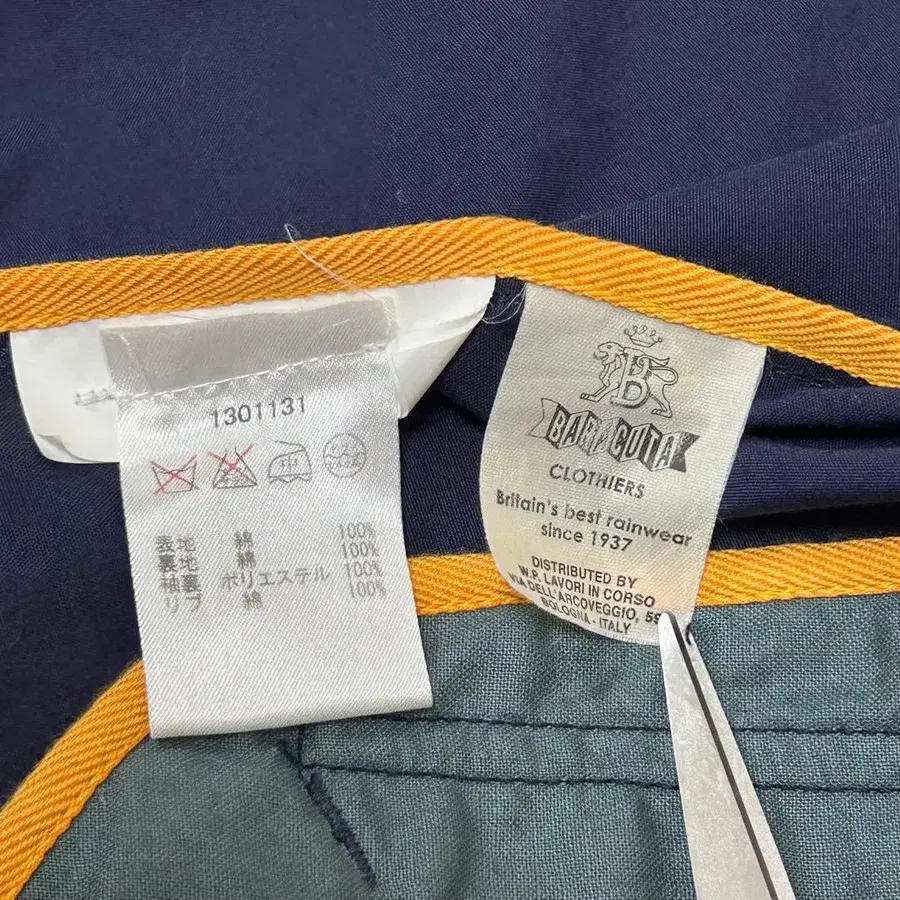 1301131
中
表 地 綿 100%
裏 地 綿 100%
袖 裏 ポリエステル 100%
リ ブ 綿 100%
B
BARACUTA
CLOTHIERS
Britain's best rainwear
since 1937
DISTRIBUTED BY
W.P. LAVORI IN CORSO
VIA DELL'ARCOVEGGIO, 59
BOLOGNA - ITALY